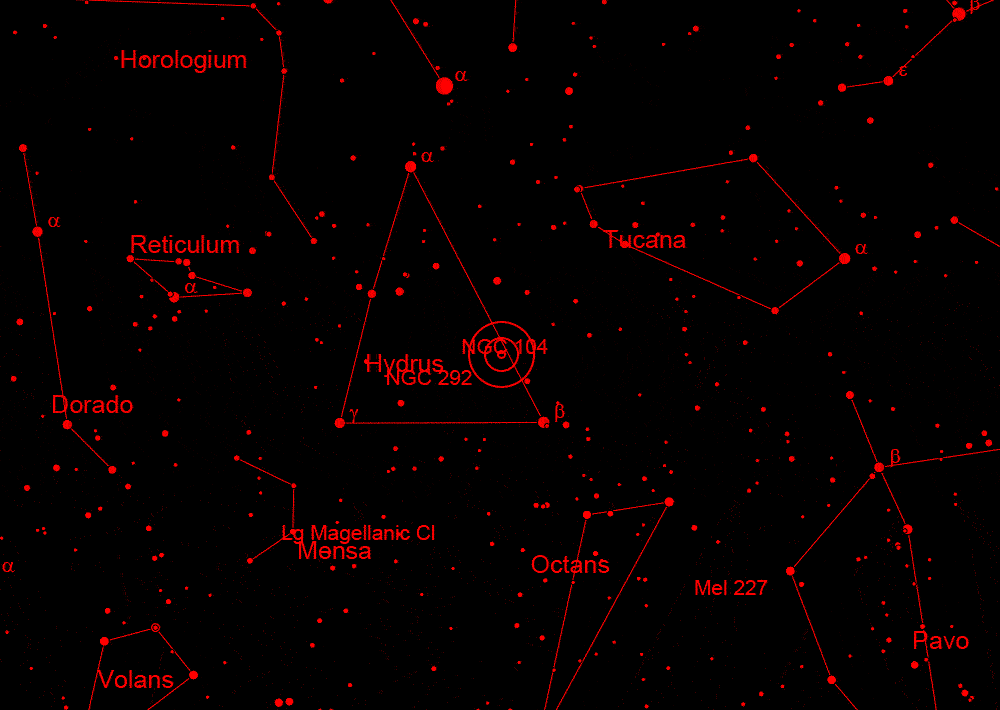 β
Horologium
α
ε
α
α
Reticulum
Tucana
α
α
NGC 104
Hydrus
NGC 292
Dorado
γ
β
β
Lg Magellanic Cl
Mensa
Octans
α
Mel 227
Pavo
Volans